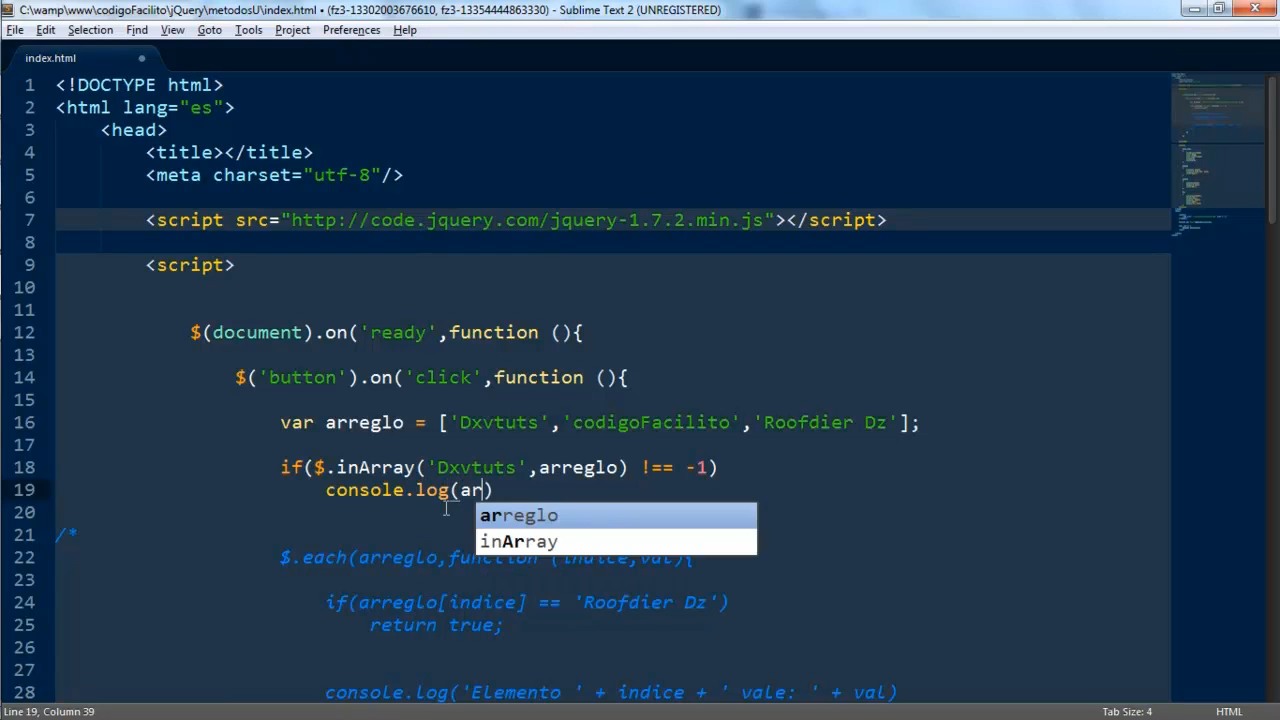 C:\wamp\www\codigoFacilito\jQuery\metodosU\index.html • (fz3-13302003676610, fz3-13354444863330) - Sublime Text 2 (UNREGISTERED)
File Edit Selection Find View Goto Tools Project Preferences Help
index.html
1 <!DOCTYPE html>
2 <html lang="es">
3 <head>
4 <title></title>
5 <meta charset="utf-8"/>
6
7 <script src="http://code.jquery.com/jquery-1.7.2.min.js"></script>
8
9 <script>
10
11
12 $(document).on('ready',function (){
13
14 $('button').on('click',function (){
15
16 var arreglo = ['Dxvtuts','codigoFacilito','Roofdier Dz'];
17
18 if($.inArray('Dxvtuts',arreglo) !== -1)
19 console.log(ar)
arreglo
20
inArray
21 /*
22 $.each(arreglo,function (indice,val){
23
24 if(arreglo[indice] == 'Roofdier Dz')
25 return true;
26
27
28 console.log('Elemento ' + indice + ' vale: ' + val)
Line 19, Column 39 Tab Size: 4 HTML